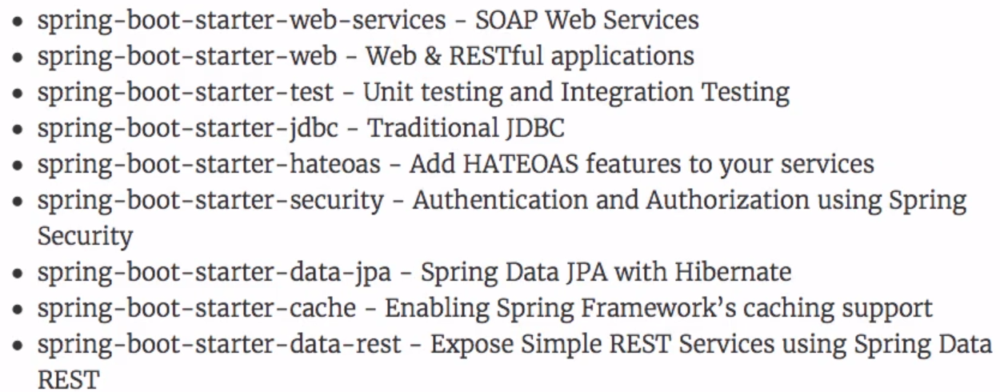 • spring-boot-starter-web-services - SOAP Web Services
• spring-boot-starter-web - Web & RESTful applications
• spring-boot-starter-test - Unit testing and Integration Testing
• spring-boot-starter-jdbc - Traditional JDBC
• spring-boot-starter-hateoas - Add HATEOAS features to your services
• spring-boot-starter-security - Authentication and Authorization using Spring
Security
• spring-boot-starter-data-jpa - Spring Data JPA with Hibernate
• spring-boot-starter-cache - Enabling Spring Framework’s caching support
• spring-boot-starter-data-rest - Expose Simple REST Services using Spring Data
REST